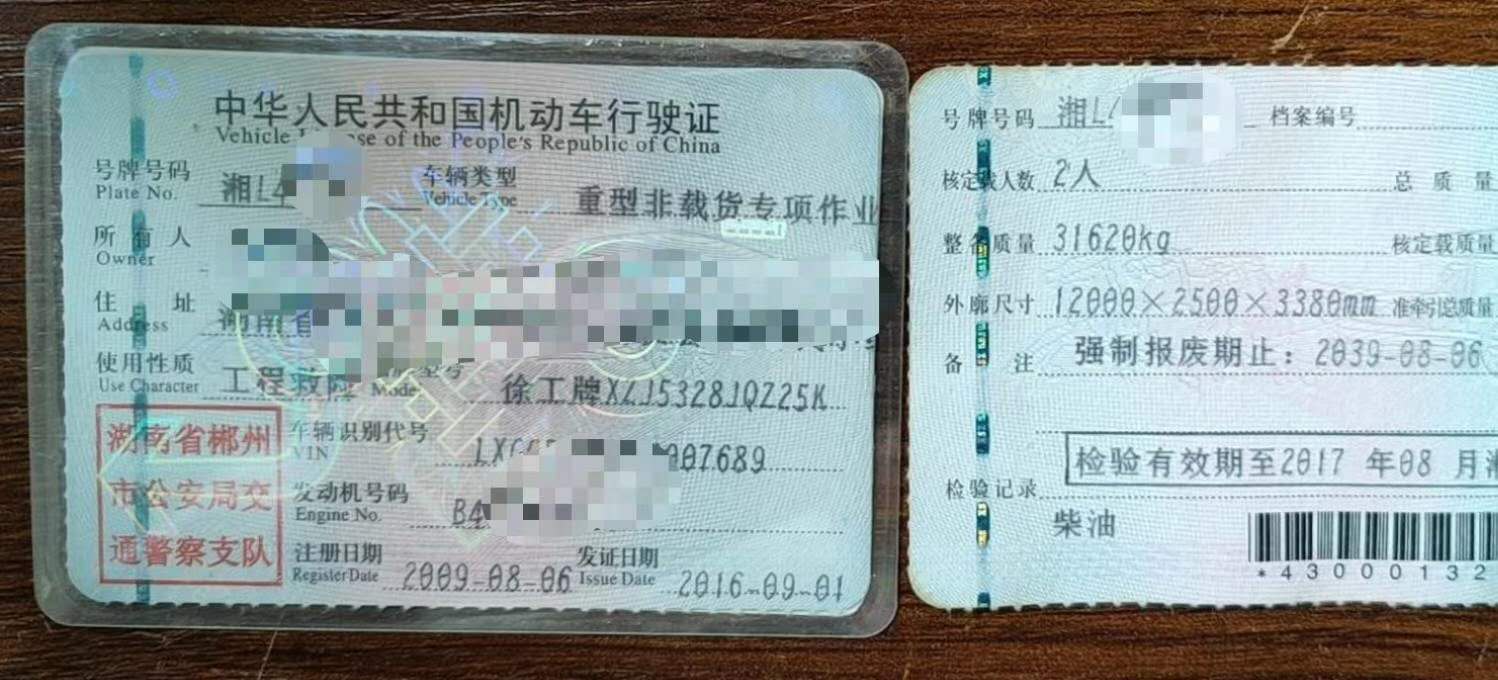 中华人民共和国机动车行驶证
Vehicle se of the People's Republic of China
号牌号码 湘L4 车辆类型 重型非载货专项作业
Plate No. Vehicle Type
所有人
Owner
住址 湖南省
Address
使用性质 工程救险 型号 徐工牌XZJ5328JQZ25K
Use Character Mode
湖南省郴州
市公安局交
通警察支队
车辆识别代号 LX 007689
VIN
发动机号码 B4
Engine No.
注册日期 2009-08-06 发证日期 2016-09-01
Register Date Issue Date
号牌号码 湘L 档案编号
核定载人数 2人 总质量
整备质量 31620kg 核定载质量
外廓尺寸 12000×2500×3380mm 准牵引总质量
备注 强制报废期止：2039-08-06
检验有效期至2017 年08 月
检验记录
柴油
*43000132